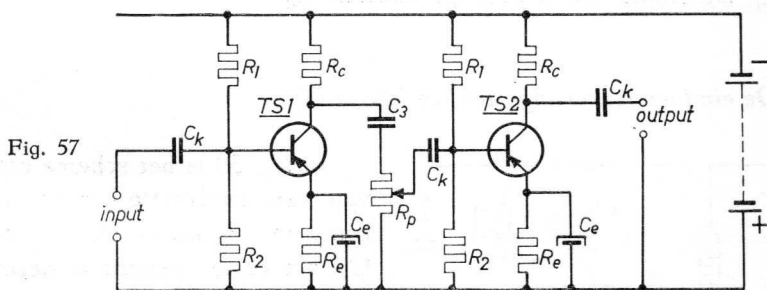 R1
Rc
R1
Rc
TS1
TS2
Ck
C3
Ck
Ck
output
Fig. 57
input
Rp
R2
Re
Ce
R2
Re
Ce
−
+